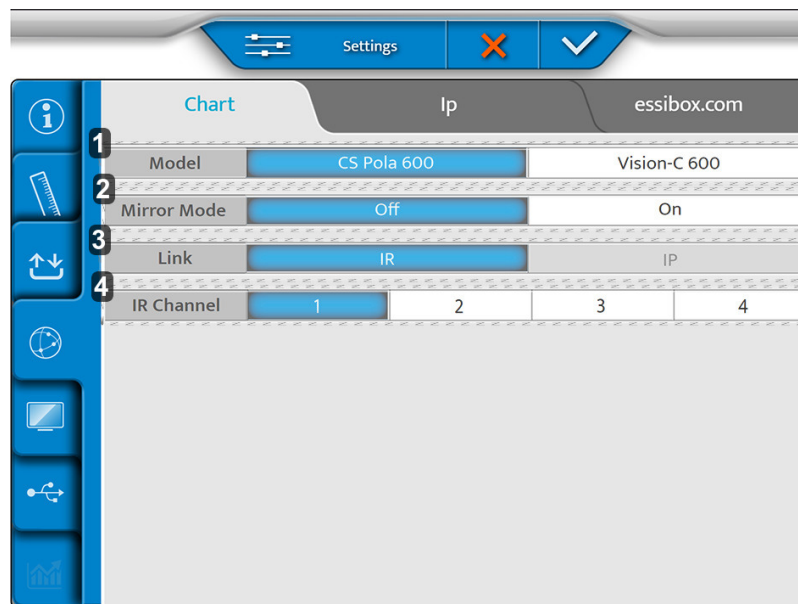 Settings
Chart Ip essibox.com
1
Model CS Pola 600 Vision-C 600
2
Mirror Mode Off On
3
Link IR IP
4
IR Channel 1 2 3 4